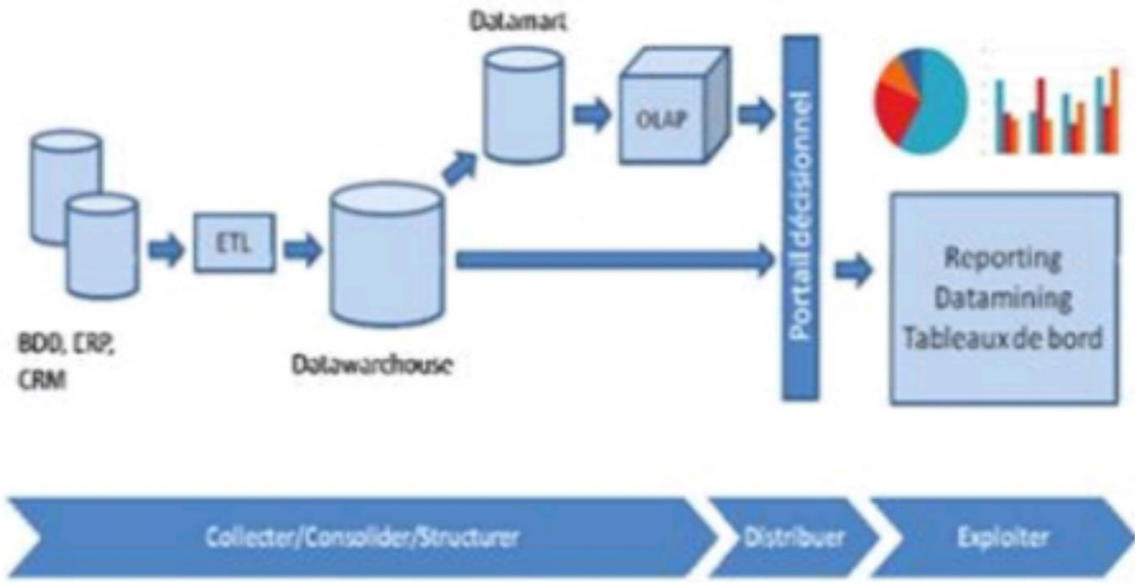 Datamart
OLAP
ETL
BDD, ERP,
CRM
Datawarehouse
Portail décisionnel
Reporting
Datamining
Tableaux de bord
Collecter/Consolider/Structurer
Distribuer
Exploiter